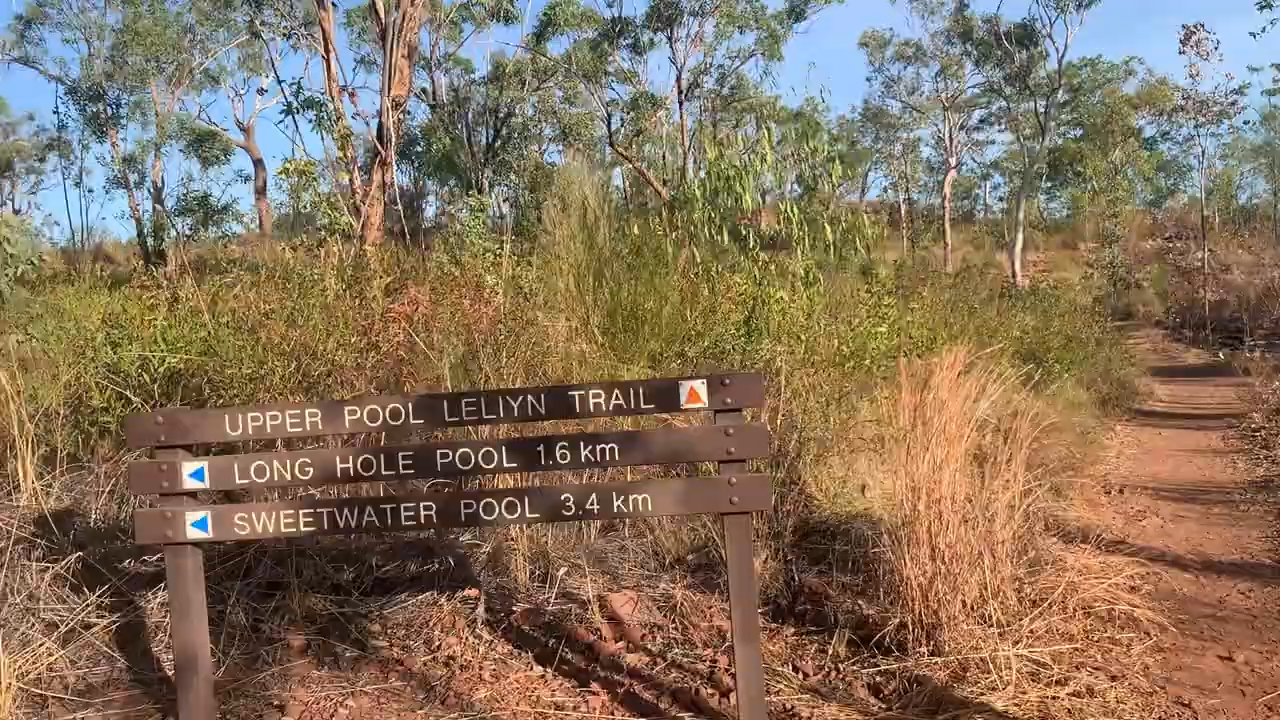 UPPER POOL LELIYN TRAIL
LONG HOLE POOL 1.6 km
SWEETWATER POOL 3.4 km